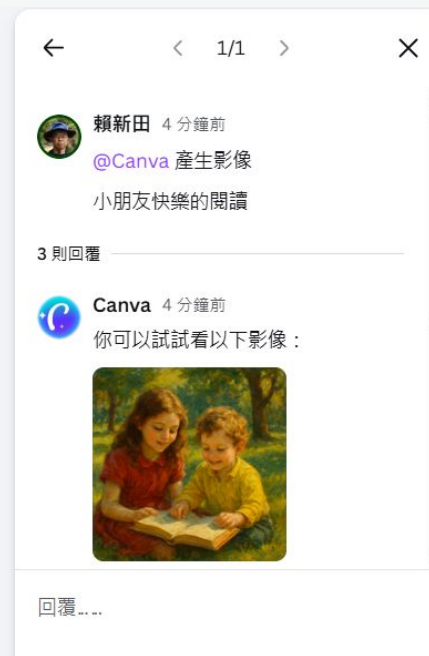 1/1
賴新田 4 分鐘前
@Canva 產生影像
小朋友快樂的閱讀
3 則回覆
Canva 4 分鐘前
你可以試試看以下影像：
回覆......